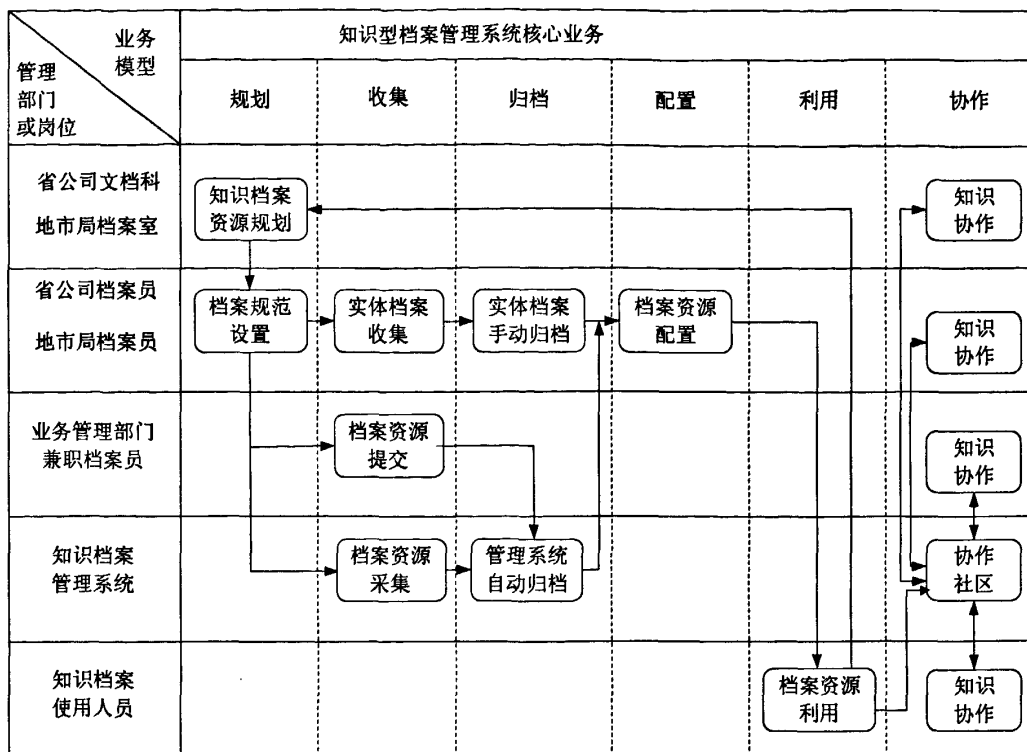 业务
模型
管理
部门
或岗位
知识型档案管理系统核心业务
规划
收集
归档
配置
利用
协作
省公司文档科
地市局档案室
知识档案
资源规划
知识
协作
省公司档案员
地市局档案员
档案规范
设置
实体档案
收集
实体档案
手动归档
档案资源
配置
知识
协作
业务管理部门
兼职档案员
档案资源
提交
知识
协作
知识档案
管理系统
档案资源
采集
管理系统
自动归档
协作
社区
知识档案
使用人员
档案资源
利用
知识
协作